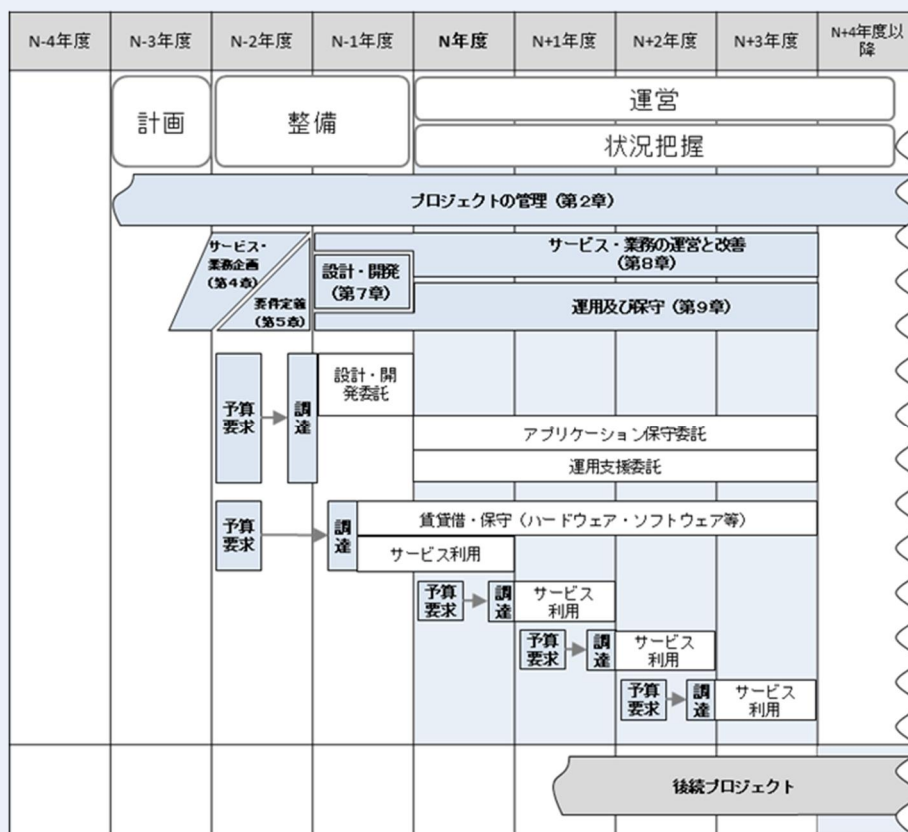 N-4年度
N-3年度
N-2年度
N-1年度
N年度
N+1年度
N+2年度
N+3年度
N+4年度以
降
計画
整備
運営
状況把握
プロジェクトの管理（第2章）
サービス・
業務企画
(第4章)
要件定義
(第5章)
設計・開発
(第7章)
サービス・業務の運営と改善
(第8章)
運用及び保守（第9章）
予算
要求
調
達
設計・開
発委託
アプリケーション保守委託
運用支援委託
予算
要求
調
達
賃貸借・保守（ハードウェア・ソフトウェア等）
サービス利用
予算
要求
調
達
サービス
利用
予算
要求
調
達
サービス
利用
予算
要求
調
達
サービス
利用
後続プロジェクト